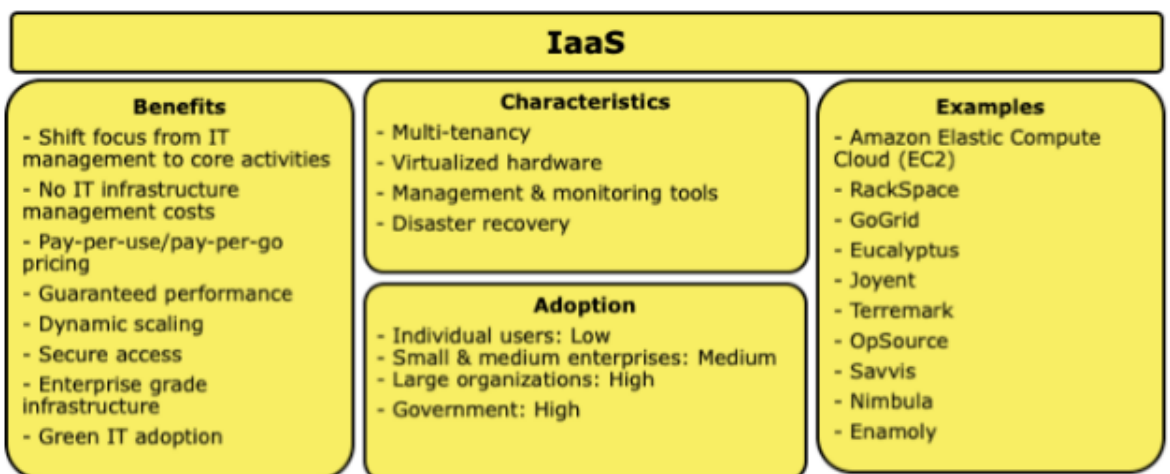 IaaS
Benefits
- Shift focus from IT
management to core activities
- No IT infrastructure
management costs
- Pay-per-use/pay-per-go
pricing
- Guaranteed performance
- Dynamic scaling
- Secure access
- Enterprise grade
infrastructure
- Green IT adoption
Characteristics
- Multi-tenancy
- Virtualized hardware
- Management & monitoring tools
- Disaster recovery
Adoption
- Individual users: Low
- Small & medium enterprises: Medium
- Large organizations: High
- Government: High
Examples
- Amazon Elastic Compute
Cloud (EC2)
- RackSpace
- GoGrid
- Eucalyptus
- Joyent
- Terremark
- OpSource
- Savvis
- Nimbula
- Enamoly